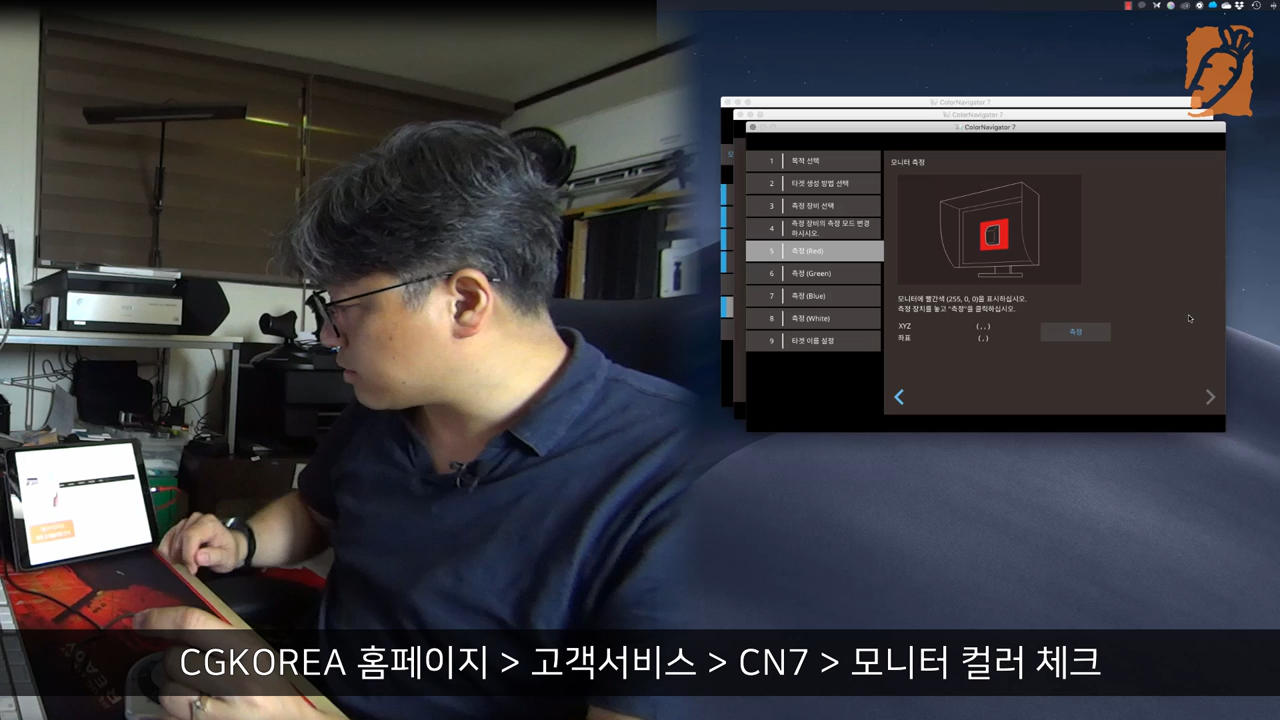 ColorNavigator 7
ColorNavigator 7
ColorNavigator 7
1 목적 선택
2 타겟 생성 방법 선택
3 측정 장비 선택
4 측정 장비의 측정 모드 변경
하시시오.
5 측정 (Red)
6 측정 (Green)
7 측정 (Blue)
8 측정 (White)
9 타겟 이름 설정
모니터 측정
모니터에 빨간색 (255, 0, 0)을 표시하십시오.
측정 장치를 놓고 "측정"을 클릭하십시오.
XYZ (, , )
좌표 (, )
측정
CGKOREA 홈페이지 > 고객서비스 > CN7 > 모니터 컬러 체크